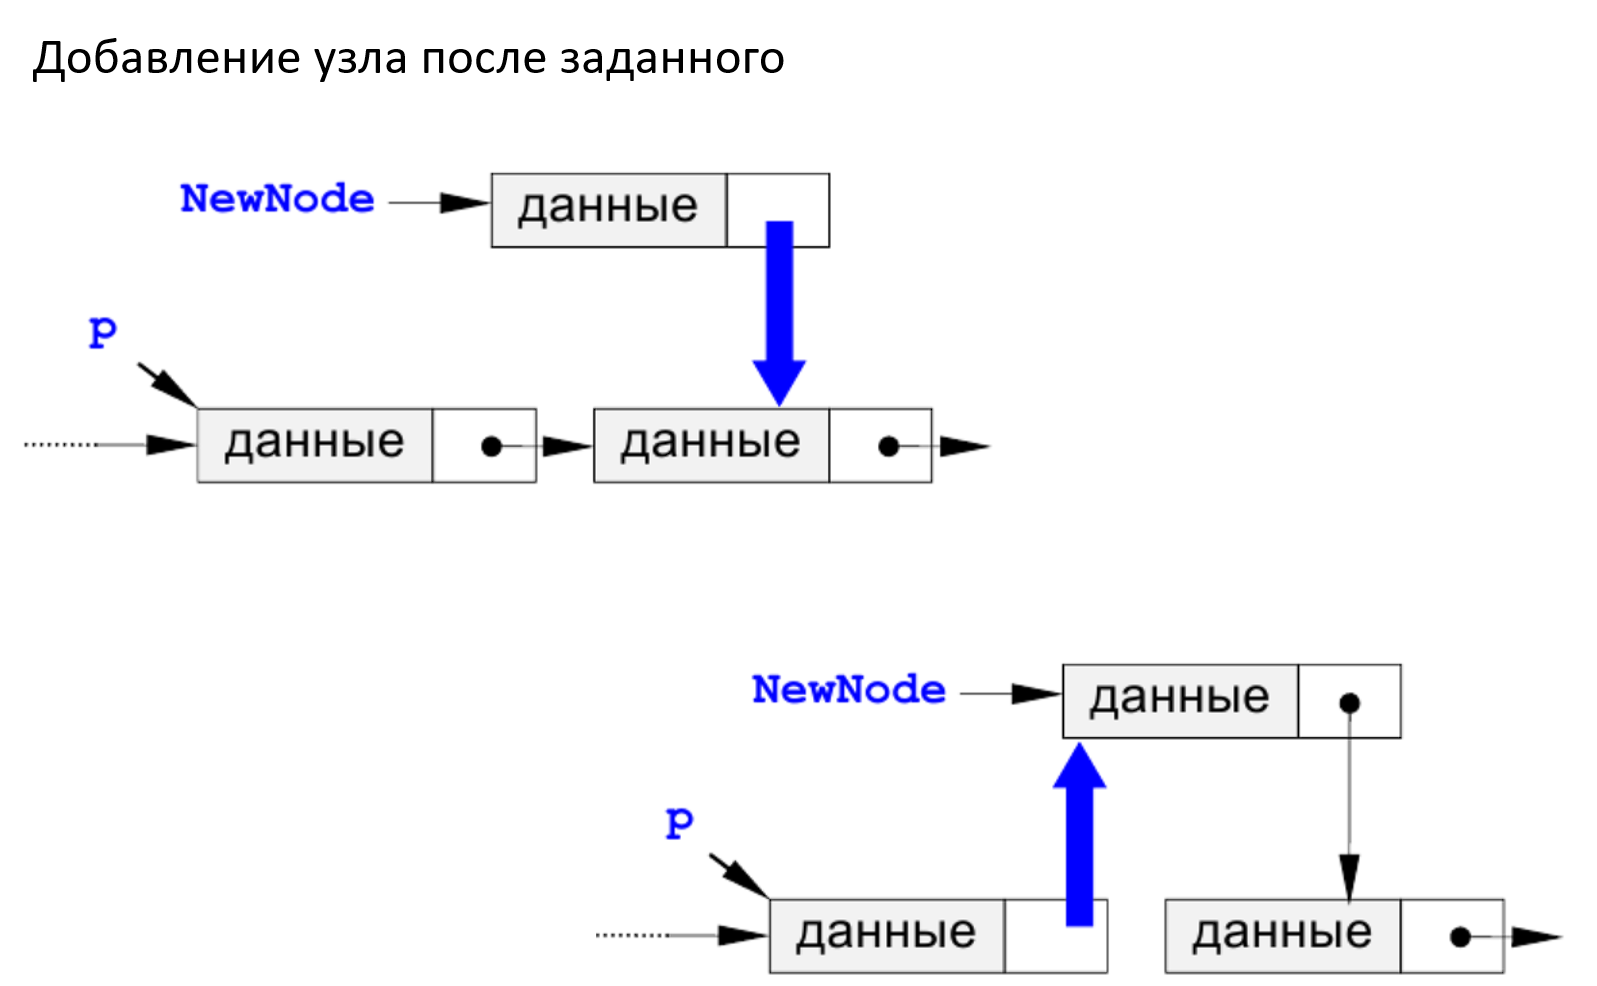 Добавление узла после заданного
NewNode
данные
p
данные
данные
NewNode
данные
p
данные
данные